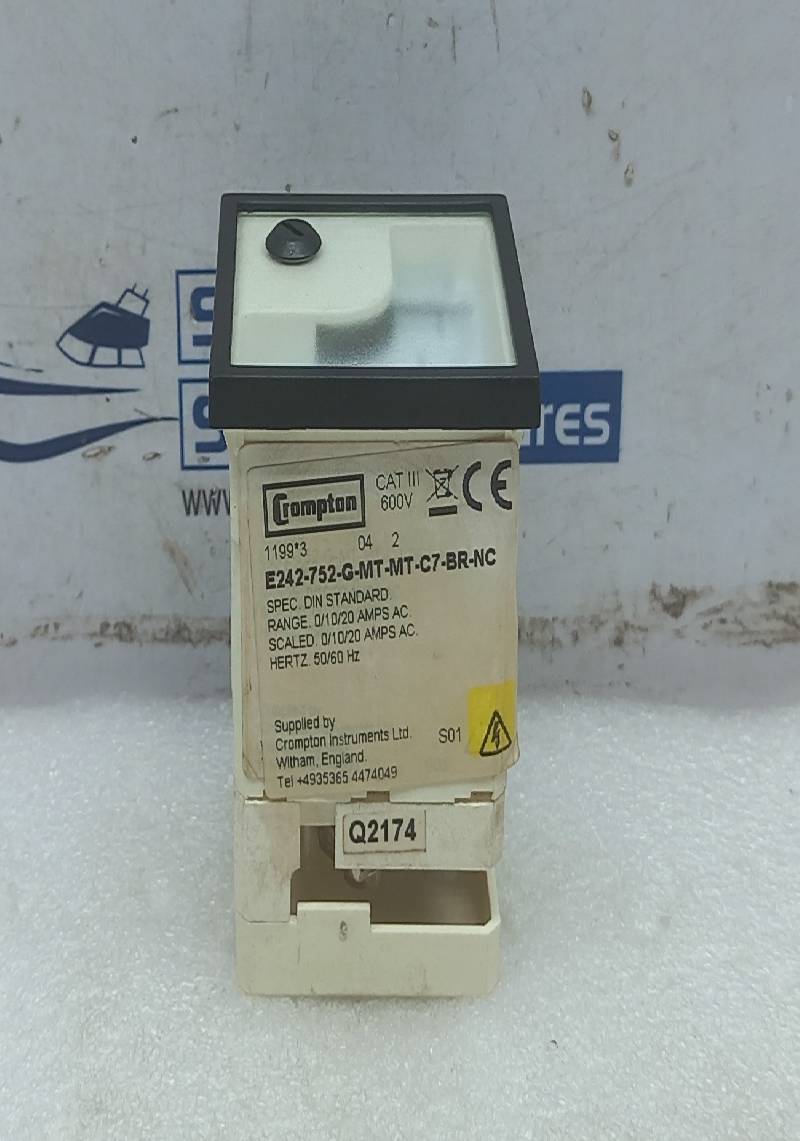 ares
WWW
Crompton
CAT III
600V
CE
1199*3 04 2
E242-752-G-MT-MT-C7-BR-NC
SPEC. DIN STANDARD.
RANGE. 0/10/20 AMPS AC.
SCALED. 0/10/20 AMPS AC.
HERTZ. 50/60 Hz
Supplied by
Crompton Instruments Ltd.
Witham, England.
Tel +4935365 4474049
S01
Q2174